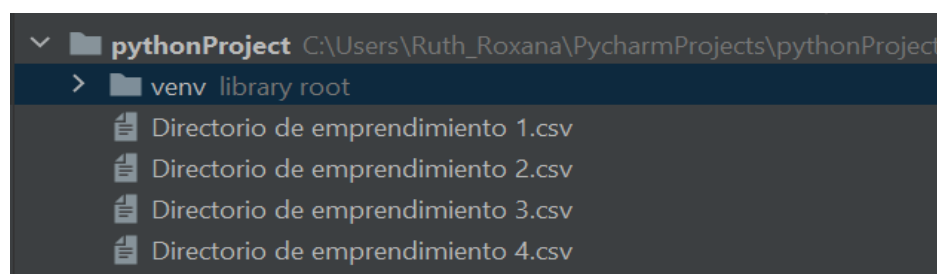 pythonProject C:\Users\Ruth_Roxana\PycharmProjects\pythonProject
venv library root
Directorio de emprendimiento 1.csv
Directorio de emprendimiento 2.csv
Directorio de emprendimiento 3.csv
Directorio de emprendimiento 4.csv